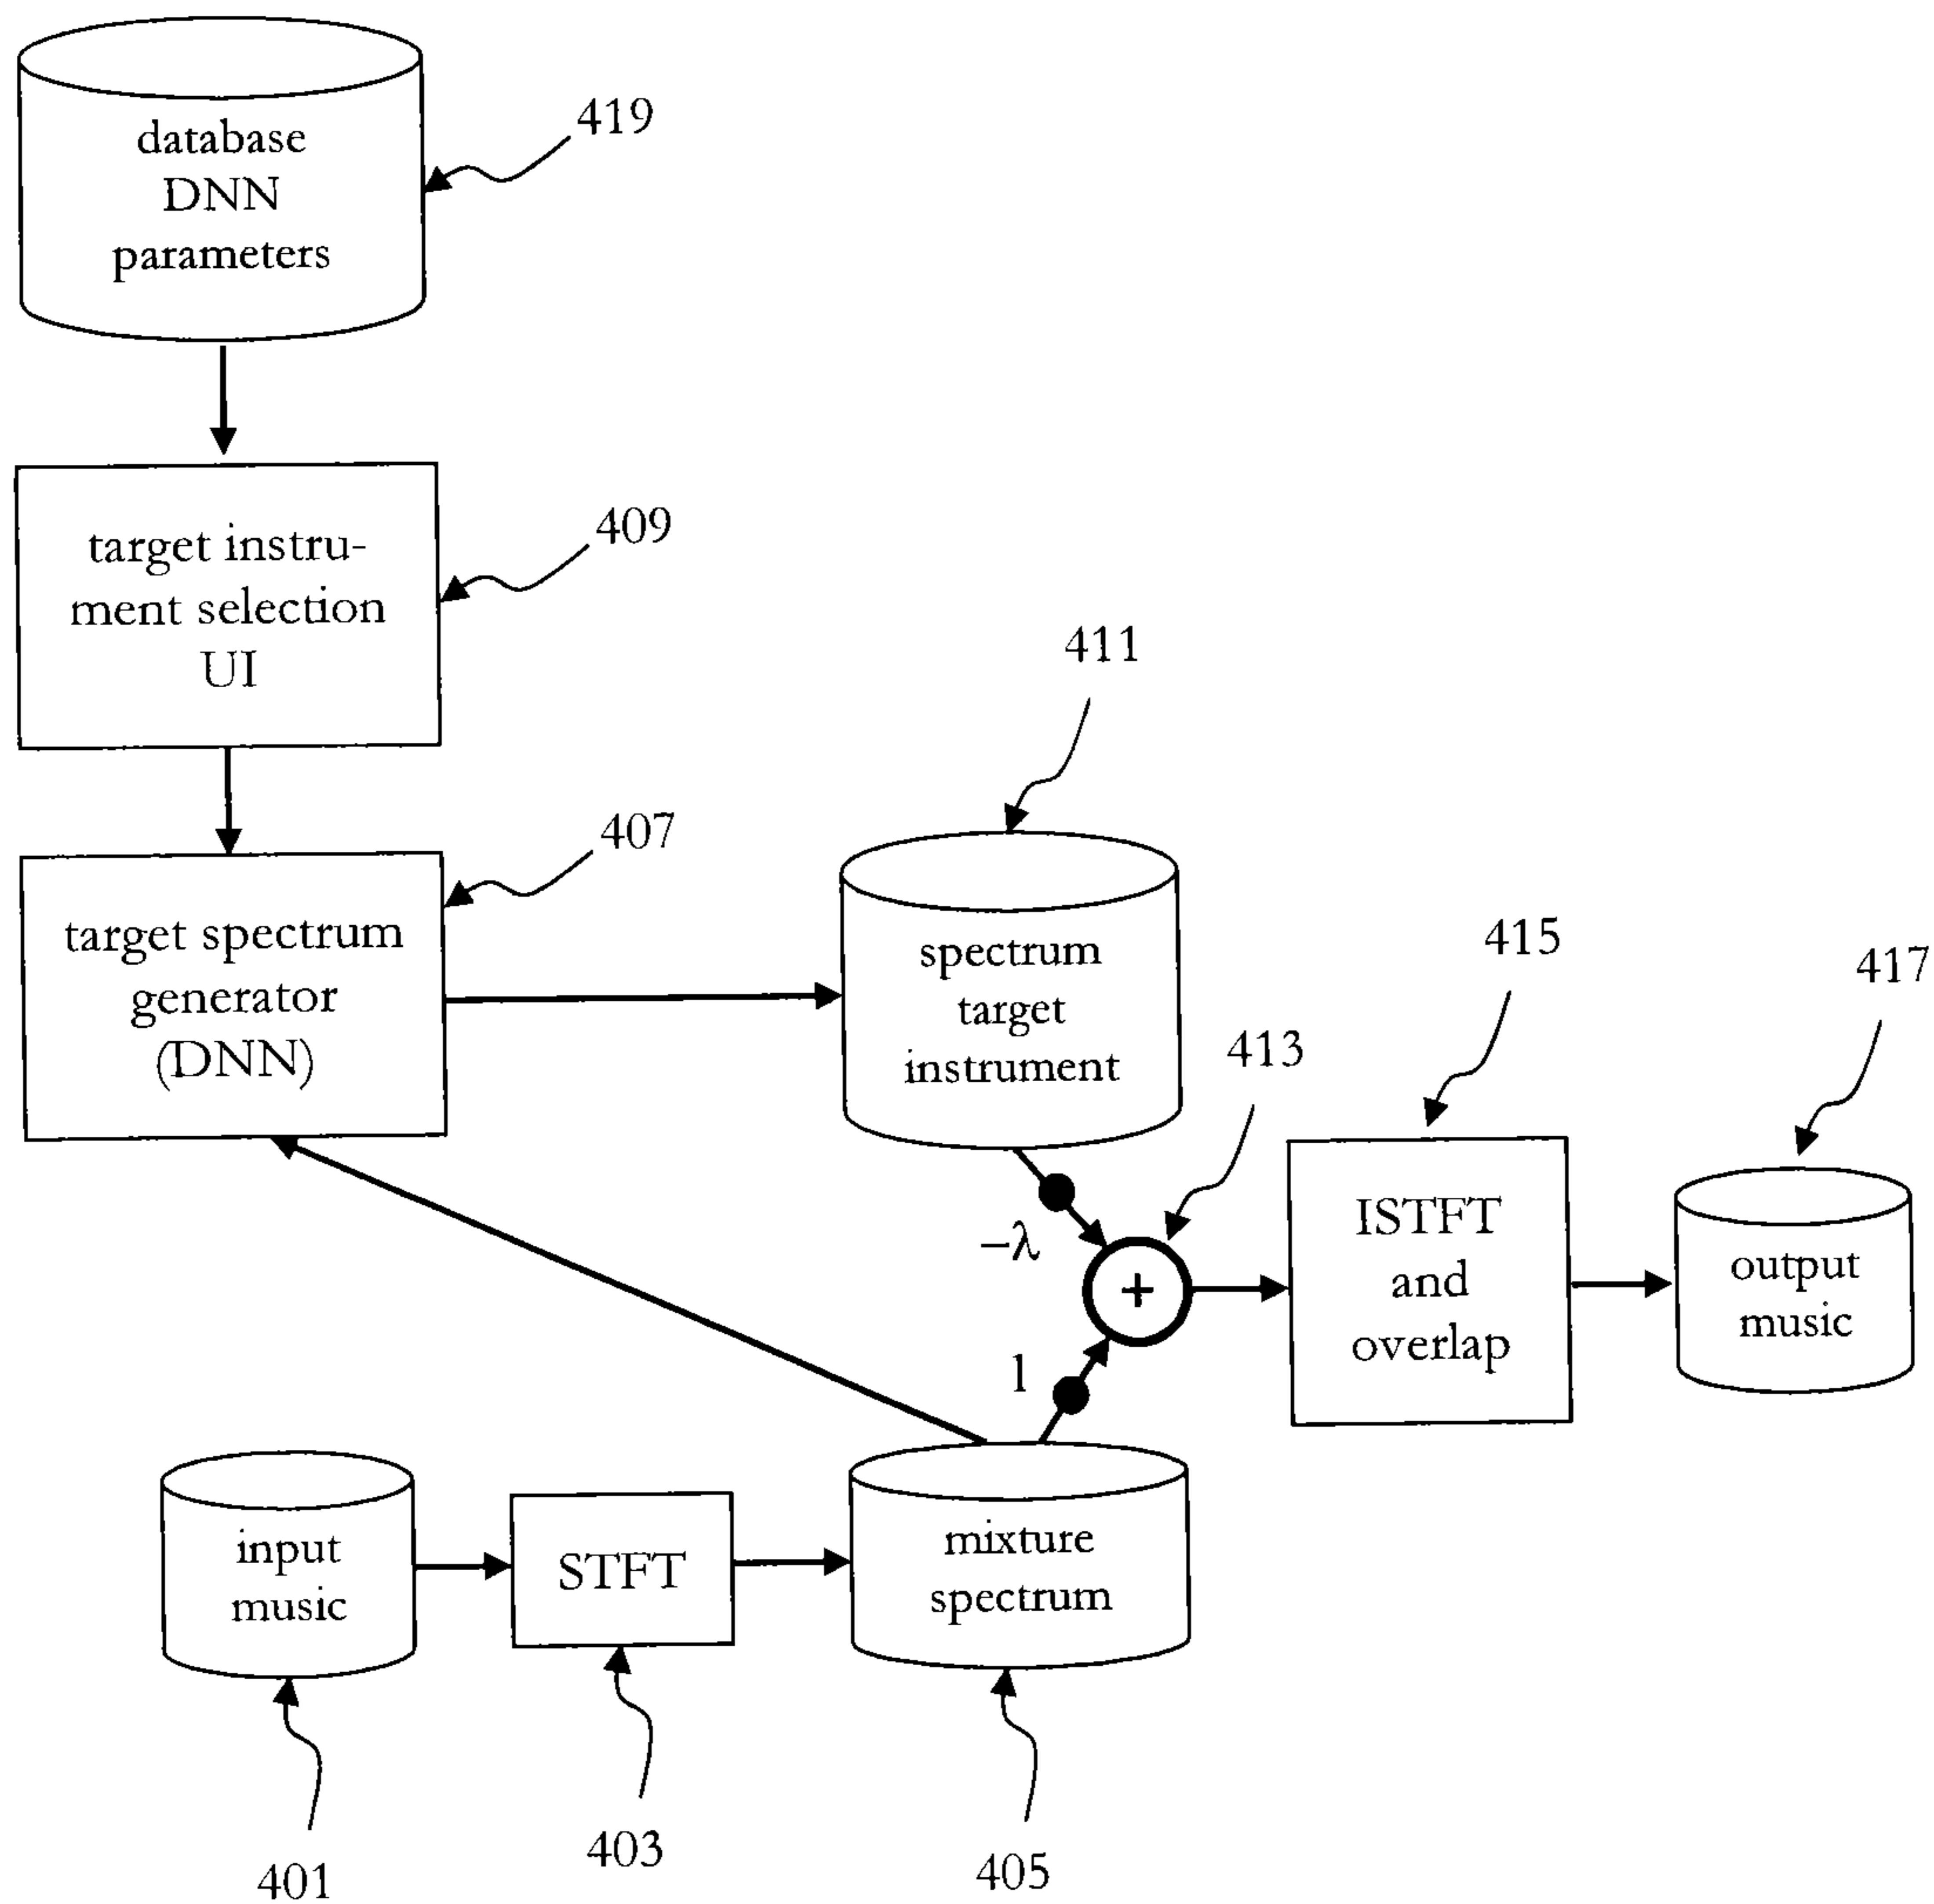 database
DNN
parameters
419
target instru-
ment selection
UI
409
411
target spectrum
generator
(DNN)
407
spectrum
target
instrument
413
415
417
−λ
+
1
ISTFT
and
overlap
output
music
input
music
STFT
mixture
spectrum
401
403
405